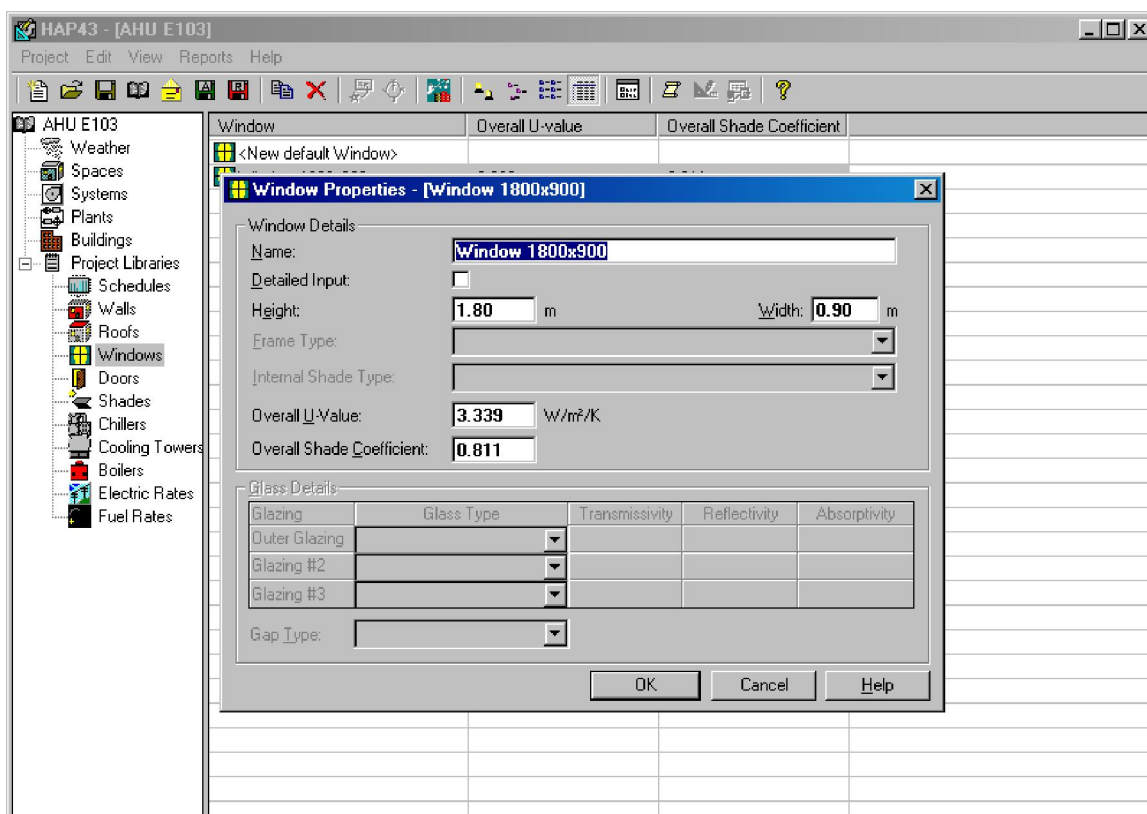 HAP43 - [AHU E103]
Project Edit View Reports Help
AHU E103
Weather
Spaces
Systems
Plants
Buildings
Project Libraries
Schedules
Walls
Roofs
Windows
Doors
Shades
Chillers
Cooling Towers
Boilers
Electric Rates
Fuel Rates
Window Overall U-value Overall Shade Coefficient
<New default Window>
Window Properties - [Window 1800x900]
Window Details
Name: Window 1800x900
Detailed Input:
Height: 1.80 m Width: 0.90 m
Frame Type:
Internal Shade Type:
Overall U-Value: 3.339 W/m²/K
Overall Shade Coefficient: 0.811
Glass Details
Glazing Glass Type Transmissivity Reflectivity Absorptivity
Outer Glazing
Glazing #2
Glazing #3
Gap Type:
OK Cancel Help